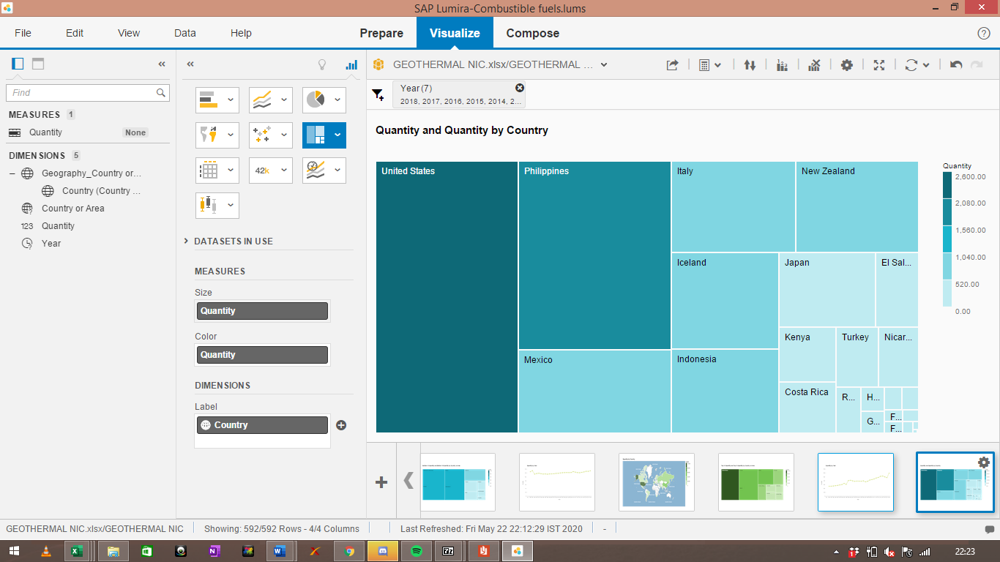 SAP Lumira-Combustible fuels.lums
File Edit View Data Help Prepare Visualize Compose
GEOTHERMAL NIC.xlsx/GEOTHERMAL ...
Find
MEASURES 1
Quantity None
DIMENSIONS 5
Geography_Country or...
Country (Country ...
Country or Area
123 Quantity
Year
42k
DATASETS IN USE
MEASURES
Size
Quantity
Color
Quantity
DIMENSIONS
Label
Country
Year (7)
2018, 2017, 2016, 2015, 2014, 2...
Quantity and Quantity by Country
United States
Philippines
Italy
New Zealand
Iceland
Japan
El Sal...
Kenya
Turkey
Nicar...
Mexico
Indonesia
Costa Rica
R...
H...
G...
F...
F...
Quantity
2,600.00
2,080.00
1,560.00
1,040.00
520.00
0.00
GEOTHERMAL NIC.xlsx/GEOTHERMAL NIC Showing: 592/592 Rows - 4/4 Columns Last Refreshed: Fri May 22 22:12:29 IST 2020 -
22:23